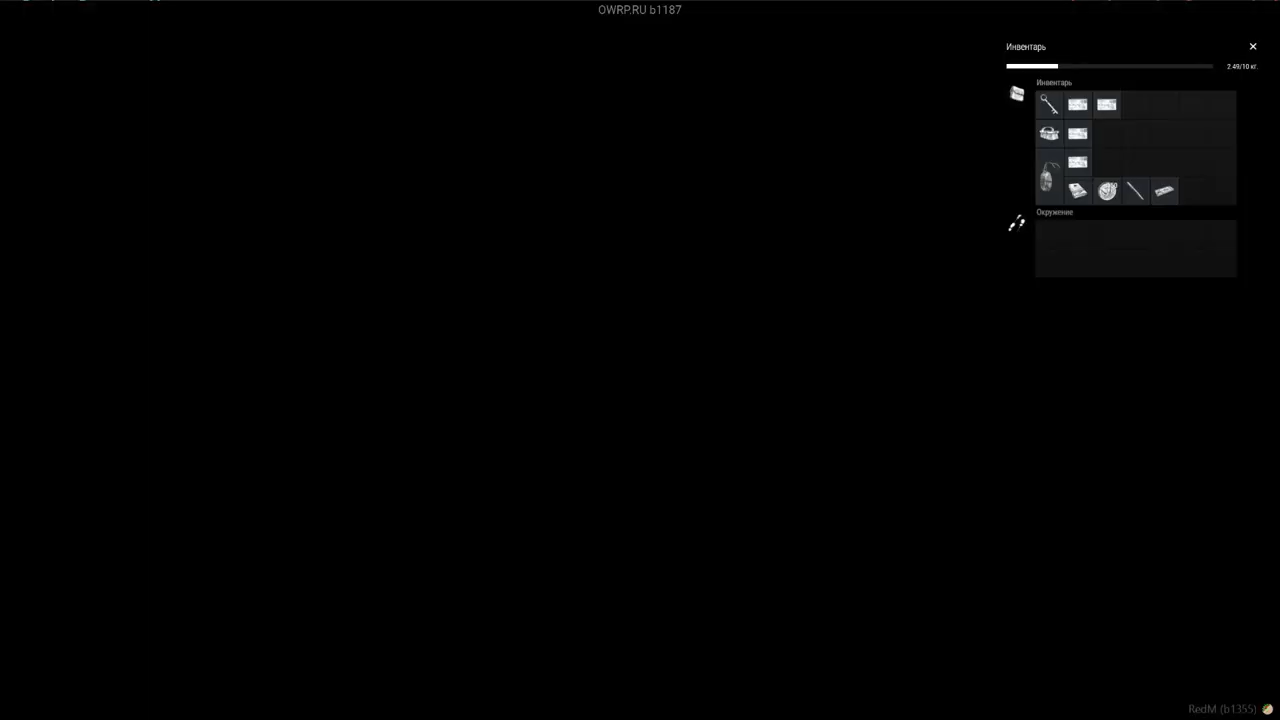 OWRP.RU b1187
Инвентарь
2.49/10 кг.
Инвентарь
Окружение
RedM (b1355)